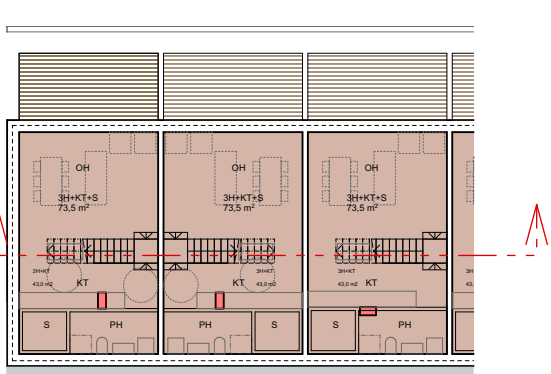 OH
3H+KT+S
73,5 m²
3H+KT
43,0 m2
KT
S
PH
OH
3H+KT+S
73,5 m²
3H+KT
43,0 m2
KT
PH
S
OH
3H+KT+S
73,5 m²
3H+KT
43,0 m2
KT
S
PH
3H
43,